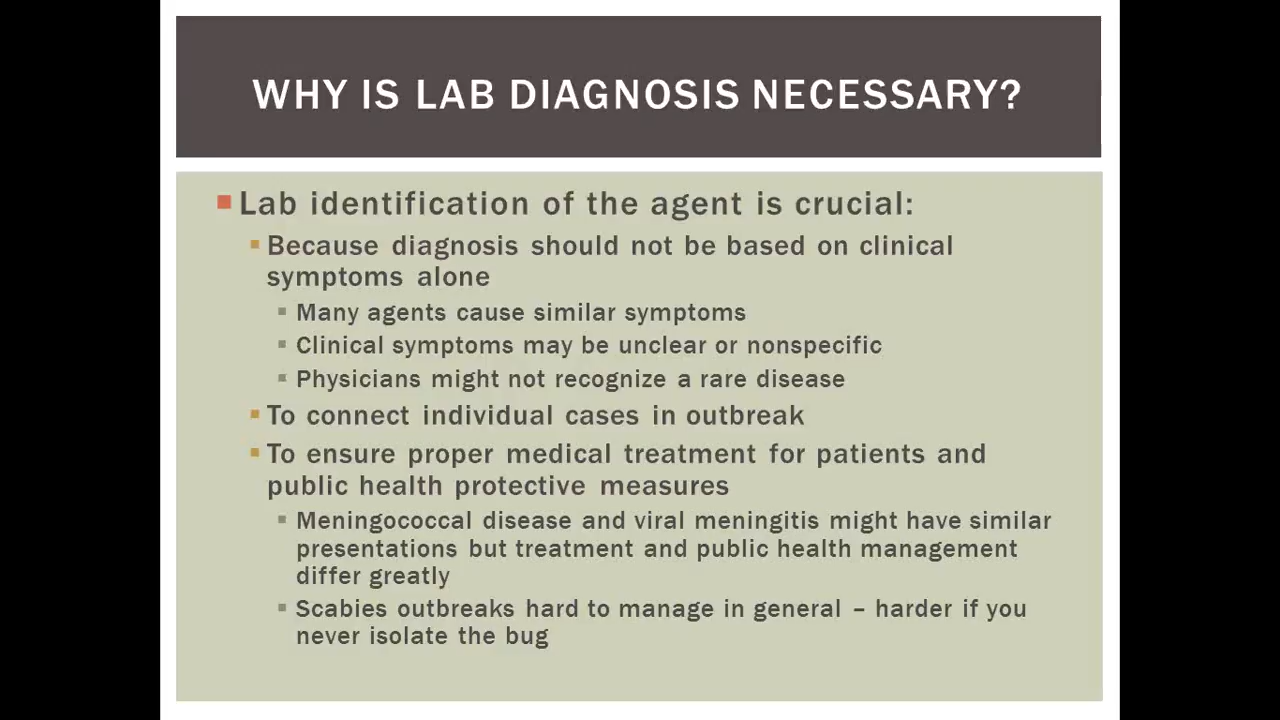 WHY IS LAB DIAGNOSIS NECESSARY?
Lab identification of the agent is crucial:
Because diagnosis should not be based on clinical
symptoms alone
Many agents cause similar symptoms
Clinical symptoms may be unclear or nonspecific
Physicians might not recognize a rare disease
To connect individual cases in outbreak
To ensure proper medical treatment for patients and
public health protective measures
Meningococcal disease and viral meningitis might have similar
presentations but treatment and public health management
differ greatly
Scabies outbreaks hard to manage in general – harder if you
never isolate the bug